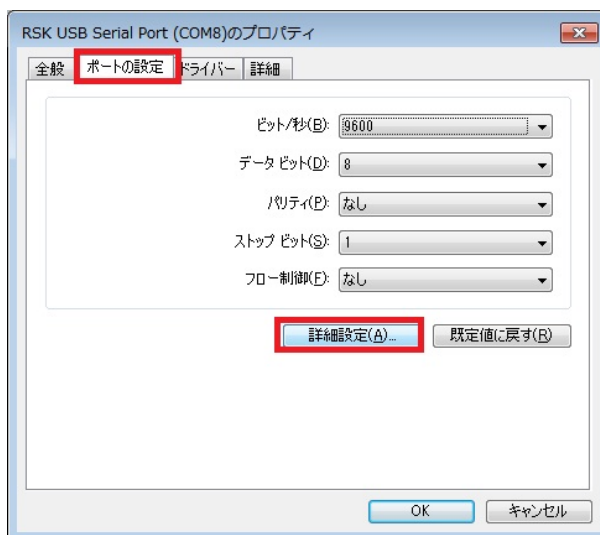 RSK USB Serial Port (COM8)のプロパティ
全般 ポートの設定 ドライバー 詳細
ビット/秒(B): 9600
データ ビット(D): 8
パリティ(P): なし
ストップ ビット(S): 1
フロー制御(F): なし
詳細設定(A)... 既定値に戻す(R)
OK キャンセル